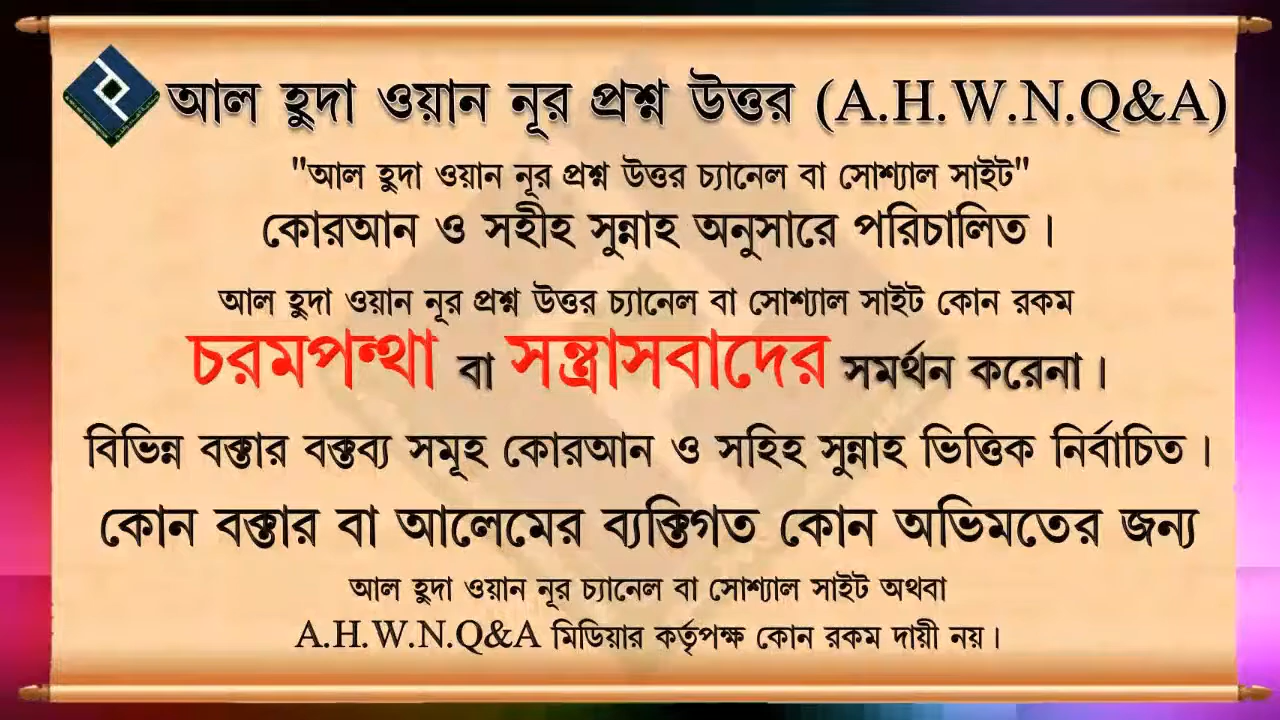 আল হুদা ওয়ান নূর প্রশ্ন উত্তর (A.H.W.N.Q&A)
"আল হুদা ওয়ান নূর প্রশ্ন উত্তর চ্যানেল বা সোশ্যাল সাইট"
কোরআন ও সহীহ সুন্নাহ অনুসারে পরিচালিত ।
আল হুদা ওয়ান নূর প্রশ্ন উত্তর চ্যানেল বা সোশ্যাল সাইট কোন রকম
চরমপন্থা বা সন্ত্রাসবাদের সমর্থন করেনা ।
বিভিন্ন বক্তার বক্তব্য সমূহ কোরআন ও সহিহ সুন্নাহ ভিত্তিক নির্বাচিত ।
কোন বক্তার বা আলেমের ব্যক্তিগত কোন অভিমতের জন্য
আল হুদা ওয়ান নূর চ্যানেল বা সোশ্যাল সাইট অথবা
A.H.W.N.Q&A মিডিয়ার কর্তৃপক্ষ কোন রকম দায়ী নয় ।